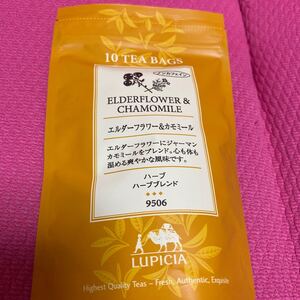 10 TEA BAGS
ノンカフェイン
ELDERFLOWER &
CHAMOMILE
エルダーフラワー&カモミール
エルダーフラワーにジャーマン
カモミールをブレンド。心も体も
温める爽やかな風味です。
ハーブ
ハーブブレンド
9506
LUPICIA
Highest Quality Teas – Fresh, Authentic, Exquisite